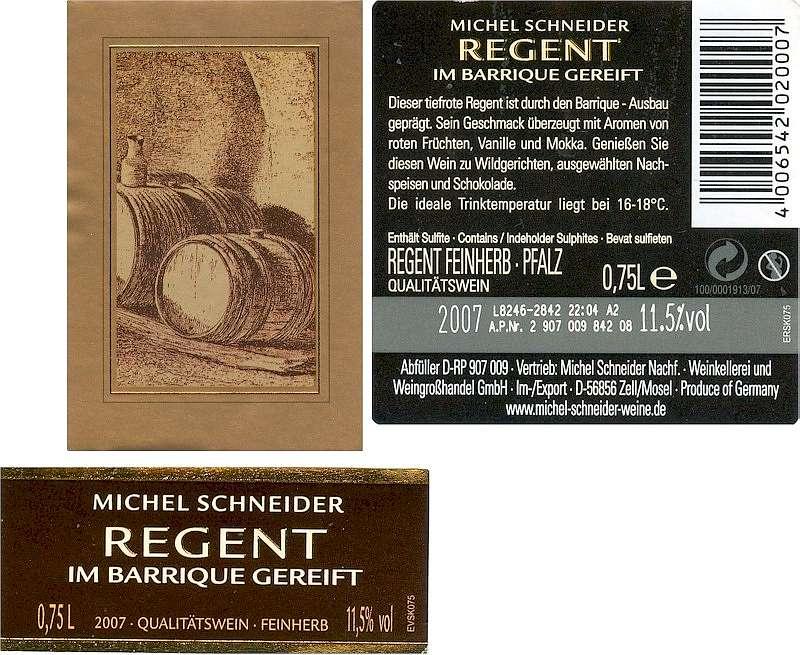 MICHEL SCHNEIDER
REGENT
IM BARRIQUE GEREIFT
Dieser tiefrote Regent ist durch den Barrique - Ausbau
geprägt. Sein Geschmack überzeugt mit Aromen von
roten Früchten, Vanille und Mokka. Genießen Sie
diesen Wein zu Wildgerichten, ausgewählten Nach-
speisen und Schokolade.
Die ideale Trinktemperatur liegt bei 16-18°C.
4 006542 020007
Enthält Sulfite · Contains / Indeholder Sulphites · Bevat sulfieten
REGENT FEINHERB · PFALZ
QUALITÄTSWEIN
0,75L e
100/0001913/07
2007 L8246-2842 22:04 A2
A.P.Nr. 2 907 009 842 08 11.5%vol
ERSK075
Abfüller D-RP 907 009 · Vertrieb: Michel Schneider Nachf. · Weinkellerei und
Weingroßhandel GmbH · Im-/Export · D-56856 Zell/Mosel · Produce of Germany
www.michel-schneider-weine.de
MICHEL SCHNEIDER
REGENT
IM BARRIQUE GEREIFT
0,75 L 2007 · QUALITÄTSWEIN · FEINHERB 11,5% vol
EVSK075